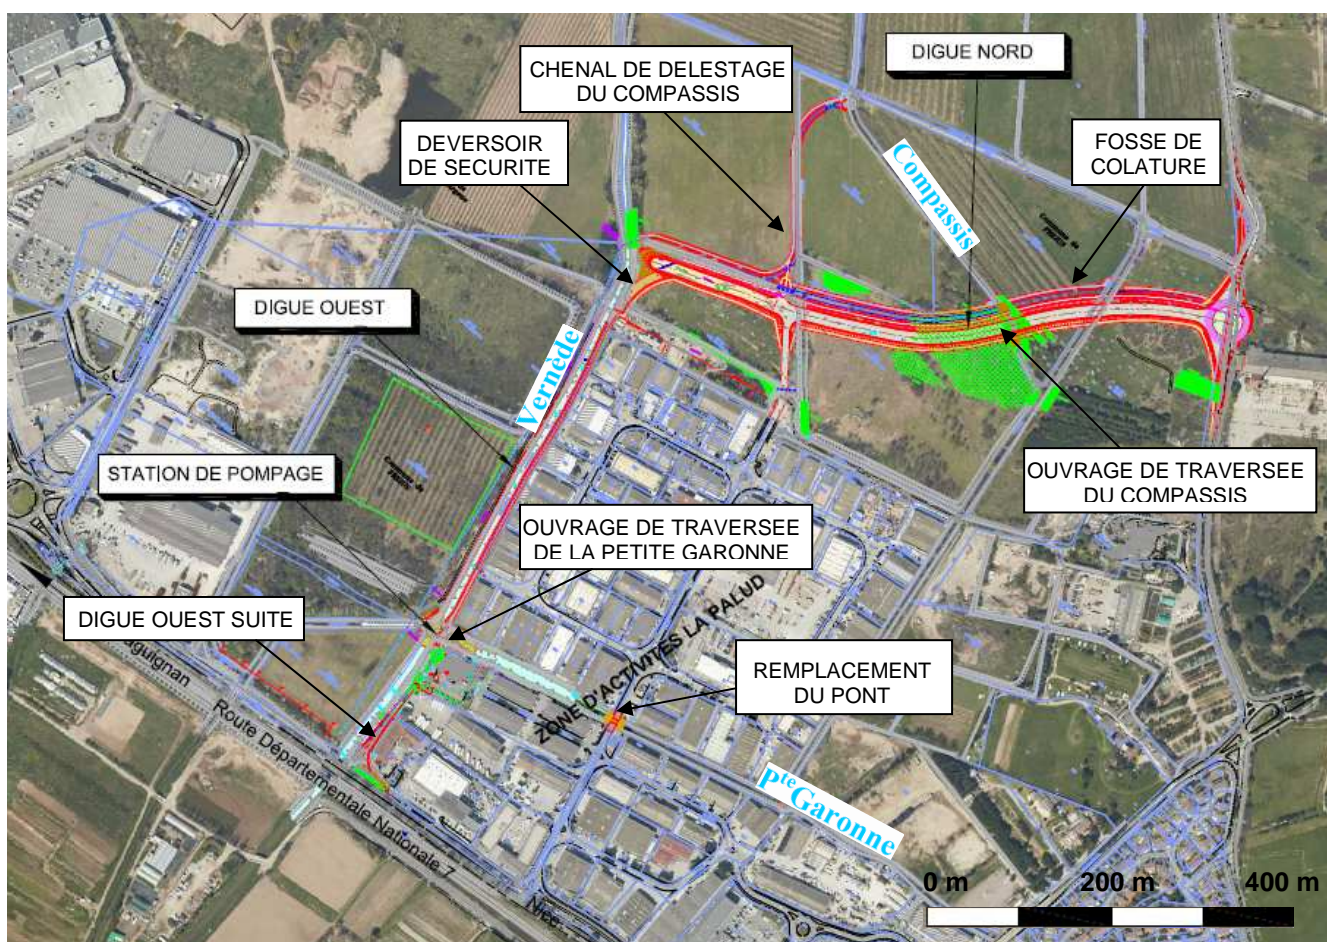 DIGUE NORD
CHENAL DE DELESTAGE
DU COMPASSIS
DEVERSOIR
DE SECURITE
FOSSE DE
COLATURE
Compassis
DIGUE OUEST
Vernède
STATION DE POMPAGE
OUVRAGE DE TRAVERSEE
DU COMPASSIS
OUVRAGE DE TRAVERSEE
DE LA PETITE GARONNE
DIGUE OUEST SUITE
ZONE D'ACTIVITES LA PALUD
REMPLACEMENT
DU PONT
Pte Garonne
Route Départementale Nationale 7
Nice
0 m 200 m 400 m